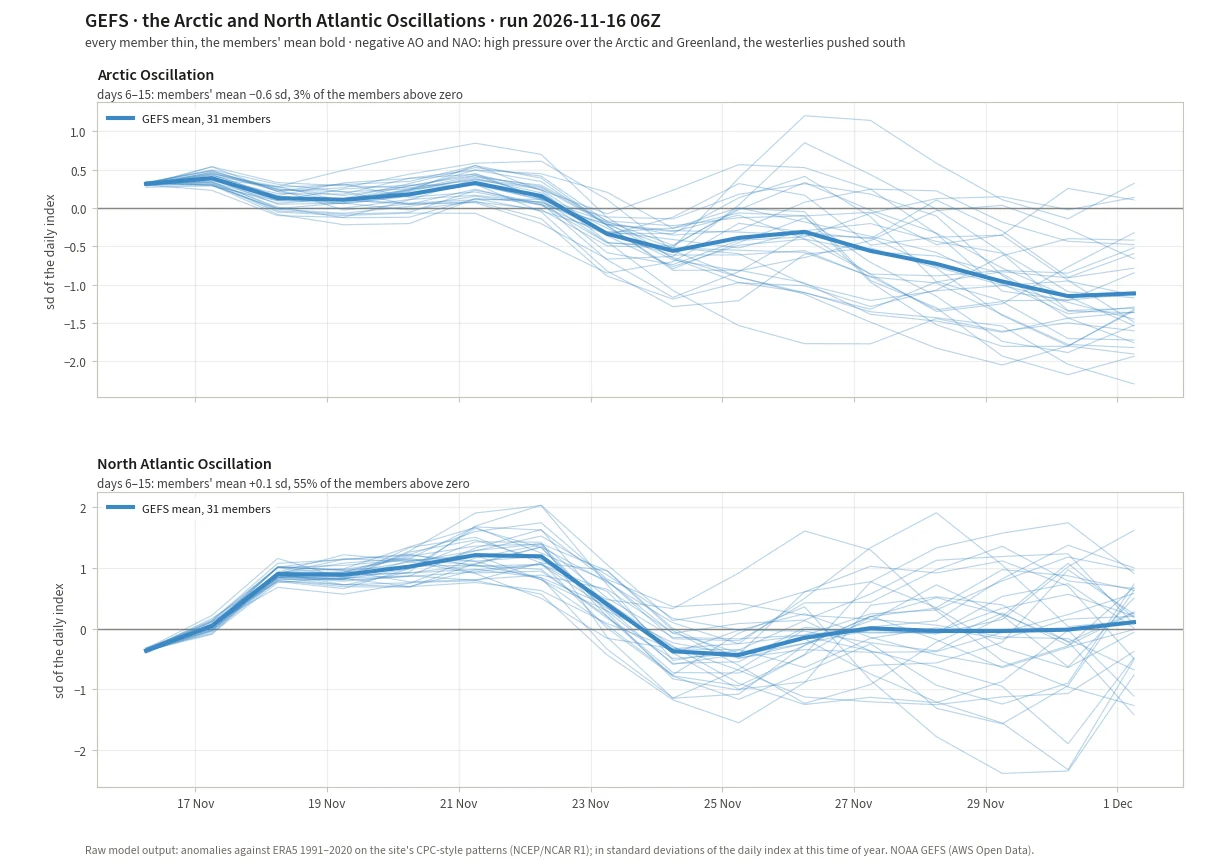 GEFS · the Arctic and North Atlantic Oscillations · run 2026-11-16 06Z
every member thin, the members' mean bold · negative AO and NAO: high pressure over the Arctic and Greenland, the westerlies pushed south
Arctic Oscillation
days 6–15: members' mean −0.6 sd, 3% of the members above zero
GEFS mean, 31 members
sd of the daily index
1.0
0.5
0.0
−0.5
−1.0
−1.5
−2.0
North Atlantic Oscillation
days 6–15: members' mean +0.1 sd, 55% of the members above zero
GEFS mean, 31 members
sd of the daily index
2
1
0
−1
−2
17 Nov
19 Nov
21 Nov
23 Nov
25 Nov
27 Nov
29 Nov
1 Dec
Raw model output: anomalies against ERA5 1991–2020 on the site's CPC-style patterns (NCEP/NCAR R1); in standard deviations of the daily index at this time of year. NOAA GEFS (AWS Open Data).